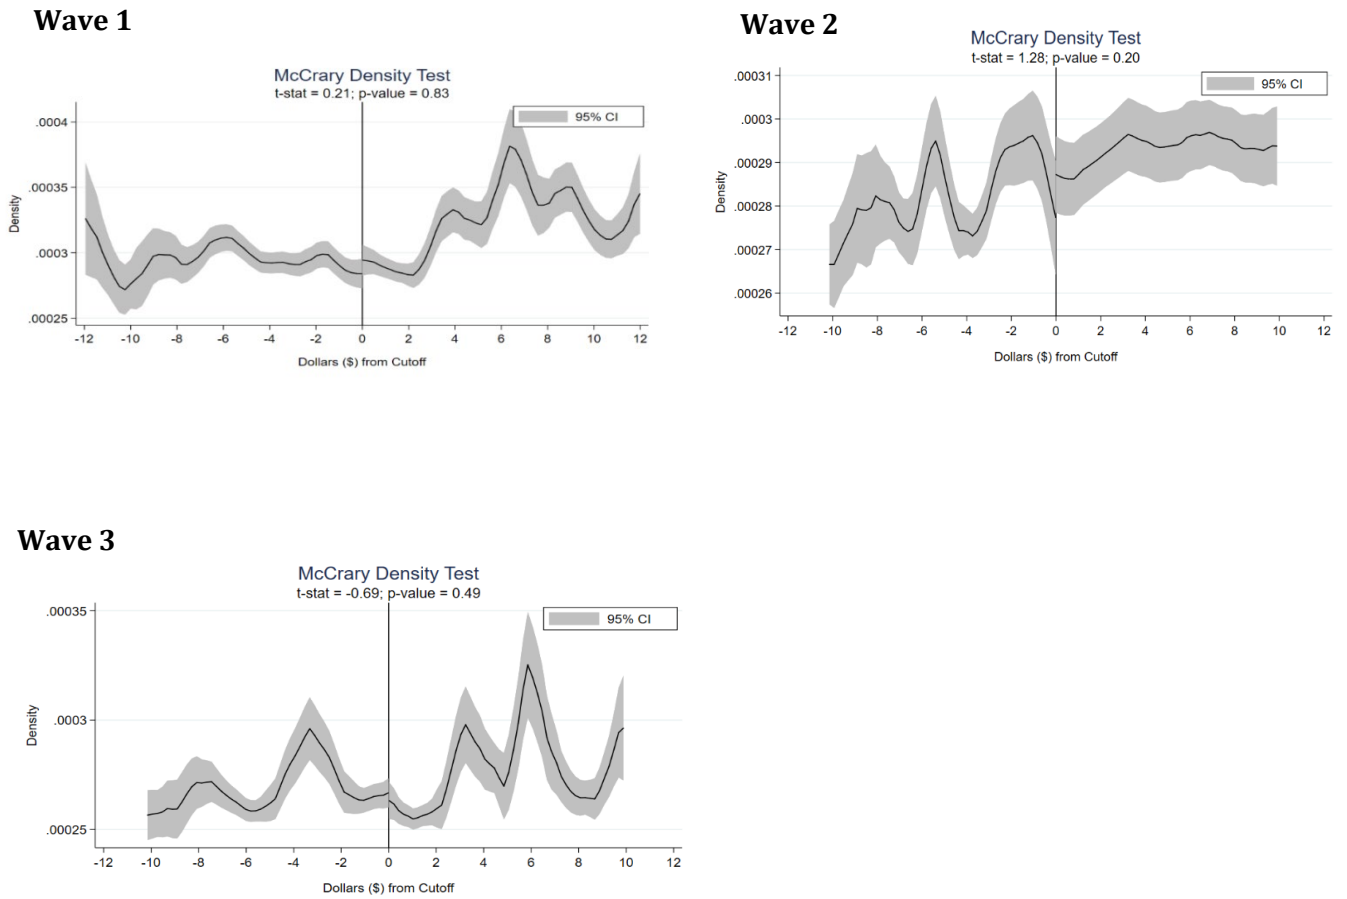 Wave 1
McCrary Density Test
t-stat = 0.21; p-value = 0.83
95% CI
.0004
.00035
.0003
.00025
Density
-12 -10 -8 -6 -4 -2 0 2 4 6 8 10 12
Dollars ($) from Cutoff
Wave 2
McCrary Density Test
t-stat = 1.28; p-value = 0.20
95% CI
.00031
.0003
.00029
.00028
.00027
.00026
Density
-12 -10 -8 -6 -4 -2 0 2 4 6 8 10 12
Dollars ($) from Cutoff
Wave 3
McCrary Density Test
t-stat = -0.69; p-value = 0.49
95% CI
.00035
.0003
.00025
Density
-12 -10 -8 -6 -4 -2 0 2 4 6 8 10 12
Dollars ($) from Cutoff